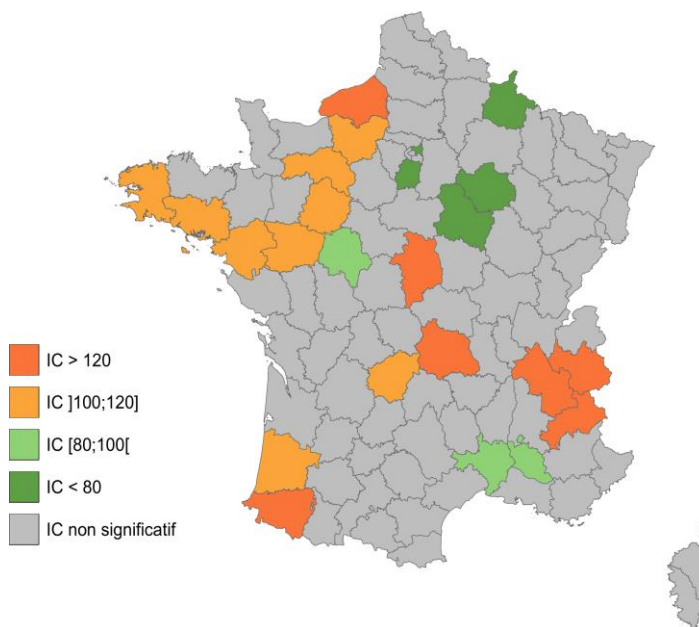 IC > 120
IC ]100;120]
IC [80;100[
IC < 80
IC non significatif